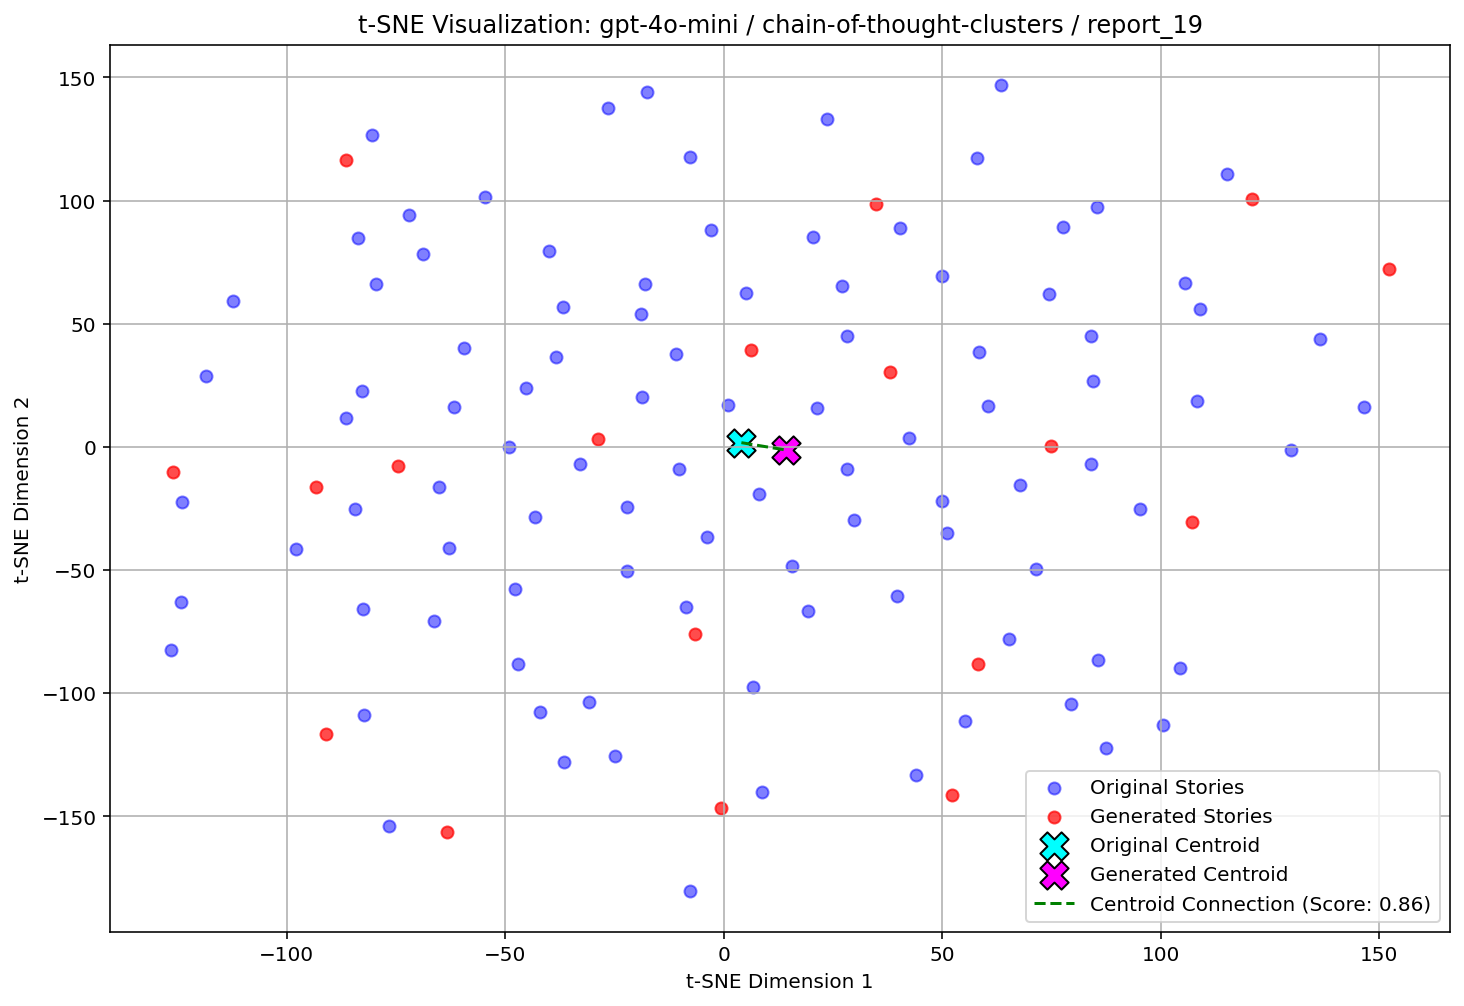 t-SNE Visualization: gpt-4o-mini / chain-of-thought-clusters / report_19
t-SNE Dimension 2
150
100
50
0
−50
−100
−150
−100
−50
0
50
100
150
t-SNE Dimension 1
Original Stories
Generated Stories
Original Centroid
Generated Centroid
Centroid Connection (Score: 0.86)